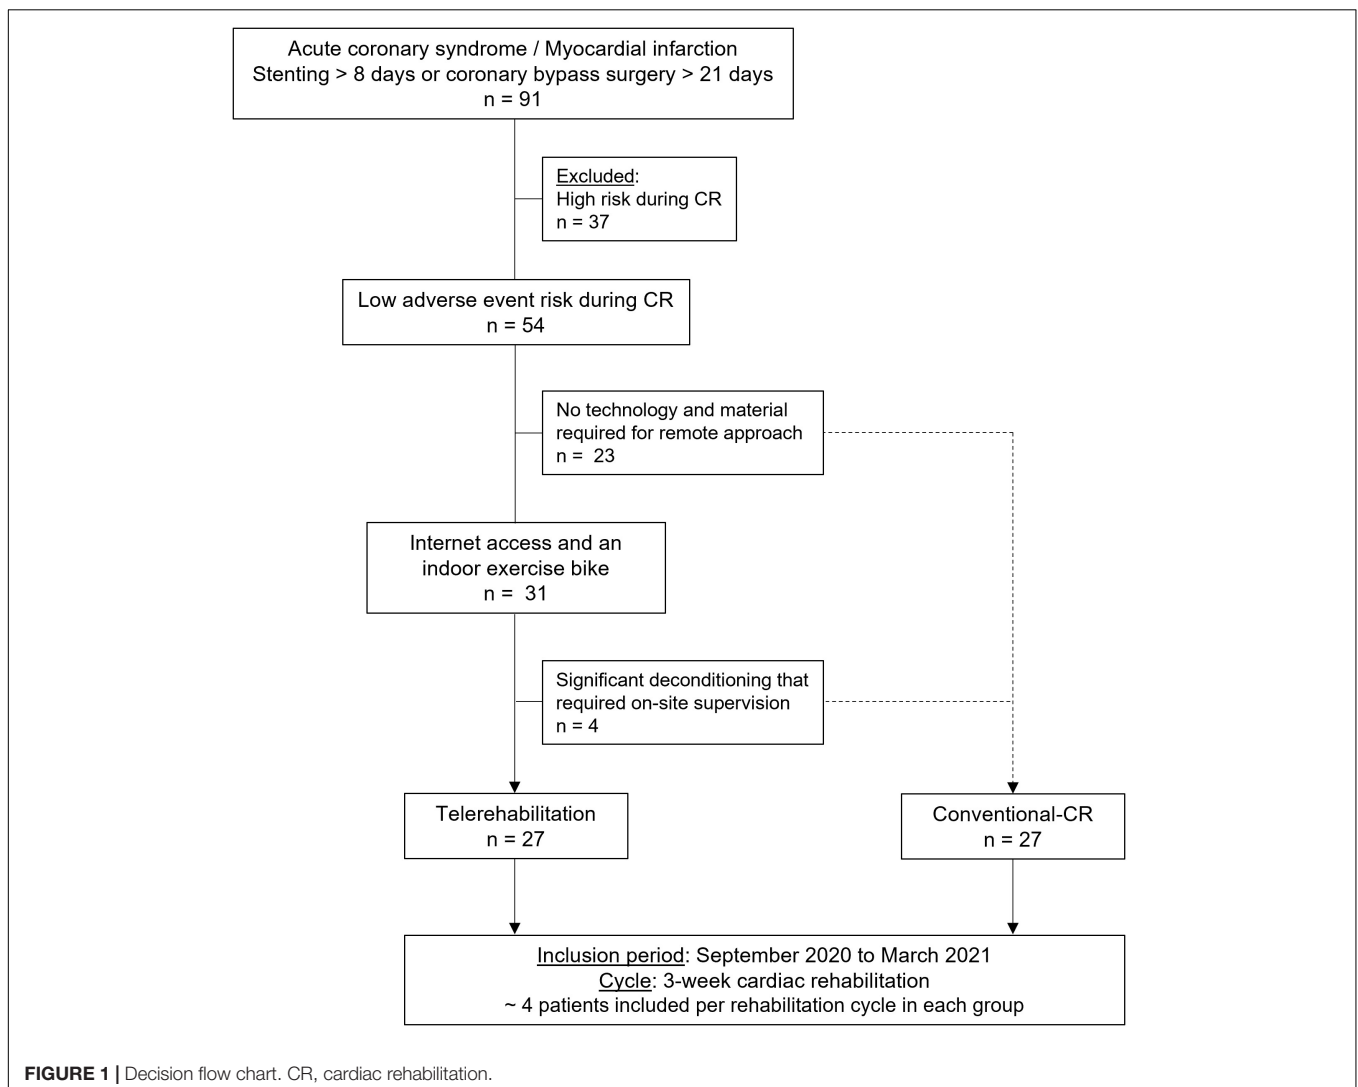 Acute coronary syndrome / Myocardial infarction
Stenting > 8 days or coronary bypass surgery > 21 days
n = 91
Excluded:
High risk during CR
n = 37
Low adverse event risk during CR
n = 54
No technology and material
required for remote approach
n = 23
Internet access and an
indoor exercise bike
n = 31
Significant deconditioning that
required on-site supervision
n = 4
Telerehabilitation
n = 27
Conventional-CR
n = 27
Inclusion period: September 2020 to March 2021
Cycle: 3-week cardiac rehabilitation
~ 4 patients included per rehabilitation cycle in each group
FIGURE 1 | Decision flow chart. CR, cardiac rehabilitation.